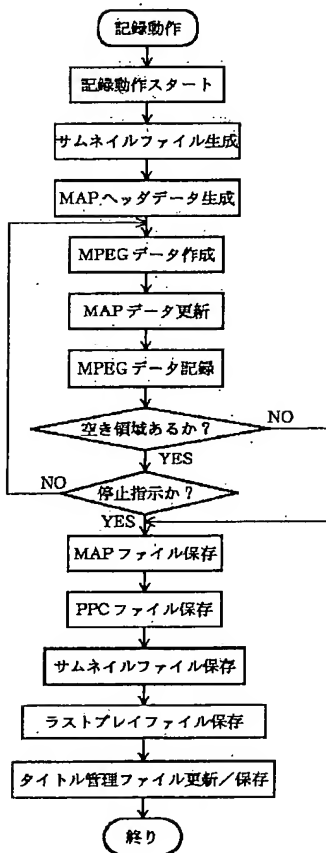 記録動作
記録動作スタート
サムネイルファイル生成
MAPヘッダデータ生成
MPEGデータ作成
MAPデータ更新
MPEGデータ記録
空き領域あるか？
NO
YES
停止指示か？
NO
YES
MAPファイル保存
PPCファイル保存
サムネイルファイル保存
ラストプレイファイル保存
タイトル管理ファイル更新／保存
終り